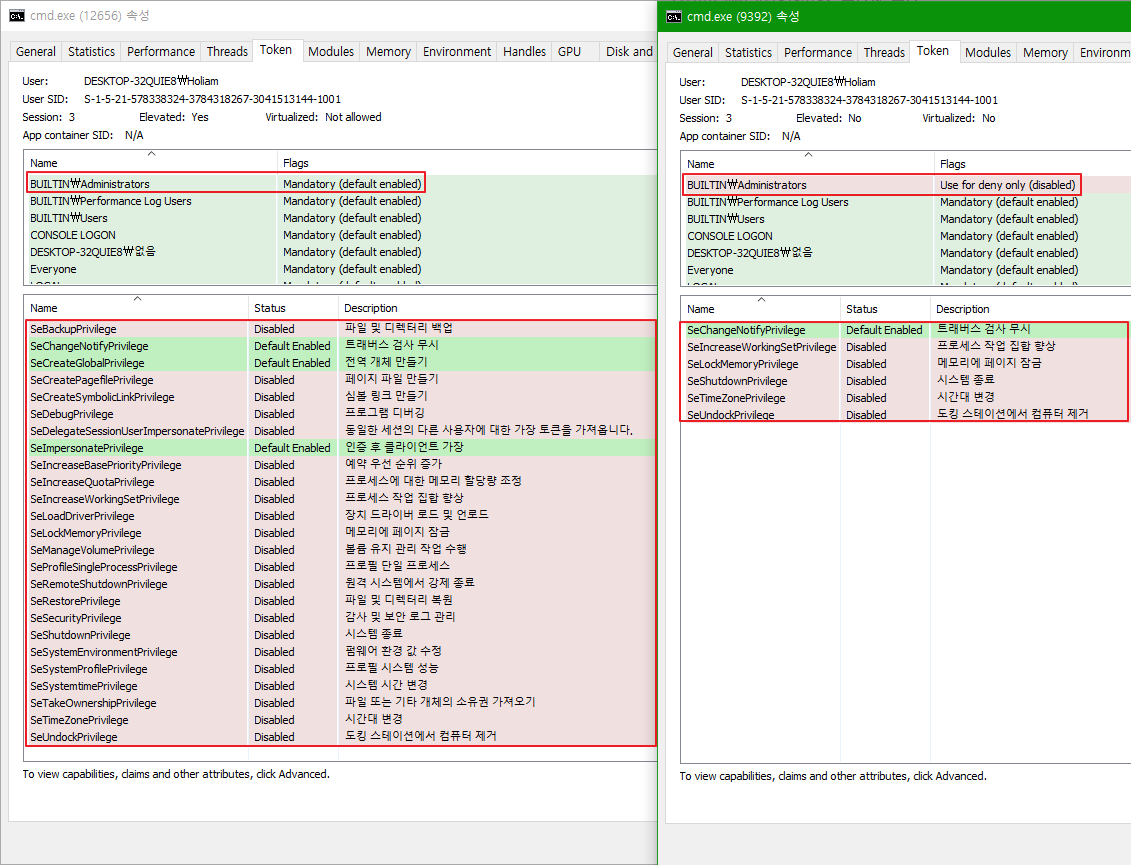 cmd.exe (12656) 속성
General Statistics Performance Threads Token Modules Memory Environment Handles GPU Disk and
User: DESKTOP-32QUIE8₩Holiam
User SID: S-1-5-21-578338324-3784318267-3041513144-1001
Session: 3 Elevated: Yes Virtualized: Not allowed
App container SID: N/A
Name Flags
BUILTIN₩Administrators Mandatory (default enabled)
BUILTIN₩Performance Log Users Mandatory (default enabled)
BUILTIN₩Users Mandatory (default enabled)
CONSOLE LOGON Mandatory (default enabled)
DESKTOP-32QUIE8₩없음 Mandatory (default enabled)
Everyone Mandatory (default enabled)
Name Status Description
SeBackupPrivilege Disabled 파일 및 디렉터리 백업
SeChangeNotifyPrivilege Default Enabled 트래버스 검사 무시
SeCreateGlobalPrivilege Default Enabled 전역 개체 만들기
SeCreatePagefilePrivilege Disabled 페이지 파일 만들기
SeCreateSymbolicLinkPrivilege Disabled 심볼 링크 만들기
SeDebugPrivilege Disabled 프로그램 디버깅
SeDelegateSessionUserImpersonatePrivilege Disabled 동일한 세션의 다른 사용자에 대한 가장 토큰을 가져옵니다.
SeImpersonatePrivilege Default Enabled 인증 후 클라이언트 가장
SeIncreaseBasePriorityPrivilege Disabled 예약 우선 순위 증가
SeIncreaseQuotaPrivilege Disabled 프로세스에 대한 메모리 할당량 조정
SeIncreaseWorkingSetPrivilege Disabled 프로세스 작업 집합 향상
SeLoadDriverPrivilege Disabled 장치 드라이버 로드 및 언로드
SeLockMemoryPrivilege Disabled 메모리에 페이지 잠금
SeManageVolumePrivilege Disabled 볼륨 유지 관리 작업 수행
SeProfileSingleProcessPrivilege Disabled 프로필 단일 프로세스
SeRemoteShutdownPrivilege Disabled 원격 시스템에서 강제 종료
SeRestorePrivilege Disabled 파일 및 디렉터리 복원
SeSecurityPrivilege Disabled 감사 및 보안 로그 관리
SeShutdownPrivilege Disabled 시스템 종료
SeSystemEnvironmentPrivilege Disabled 펌웨어 환경 값 수정
SeSystemProfilePrivilege Disabled 프로필 시스템 성능
SeSystemtimePrivilege Disabled 시스템 시간 변경
SeTakeOwnershipPrivilege Disabled 파일 또는 기타 개체의 소유권 가져오기
SeTimeZonePrivilege Disabled 시간대 변경
SeUndockPrivilege Disabled 도킹 스테이션에서 컴퓨터 제거
To view capabilities, claims and other attributes, click Advanced.
cmd.exe (9392) 속성
General Statistics Performance Threads Token Modules Memory Environm
User: DESKTOP-32QUIE8₩Holiam
User SID: S-1-5-21-578338324-3784318267-3041513144-1001
Session: 3 Elevated: No Virtualized: No
App container SID: N/A
Name Flags
BUILTIN₩Administrators Use for deny only (disabled)
BUILTIN₩Performance Log Users Mandatory (default enabled)
BUILTIN₩Users Mandatory (default enabled)
CONSOLE LOGON Mandatory (default enabled)
DESKTOP-32QUIE8₩없음 Mandatory (default enabled)
Everyone Mandatory (default enabled)
Name Status Description
SeChangeNotifyPrivilege Default Enabled 트래버스 검사 무시
SeIncreaseWorkingSetPrivilege Disabled 프로세스 작업 집합 향상
SeLockMemoryPrivilege Disabled 메모리에 페이지 잠금
SeShutdownPrivilege Disabled 시스템 종료
SeTimeZonePrivilege Disabled 시간대 변경
SeUndockPrivilege Disabled 도킹 스테이션에서 컴퓨터 제거
To view capabilities, claims and other attributes, click Advanced.